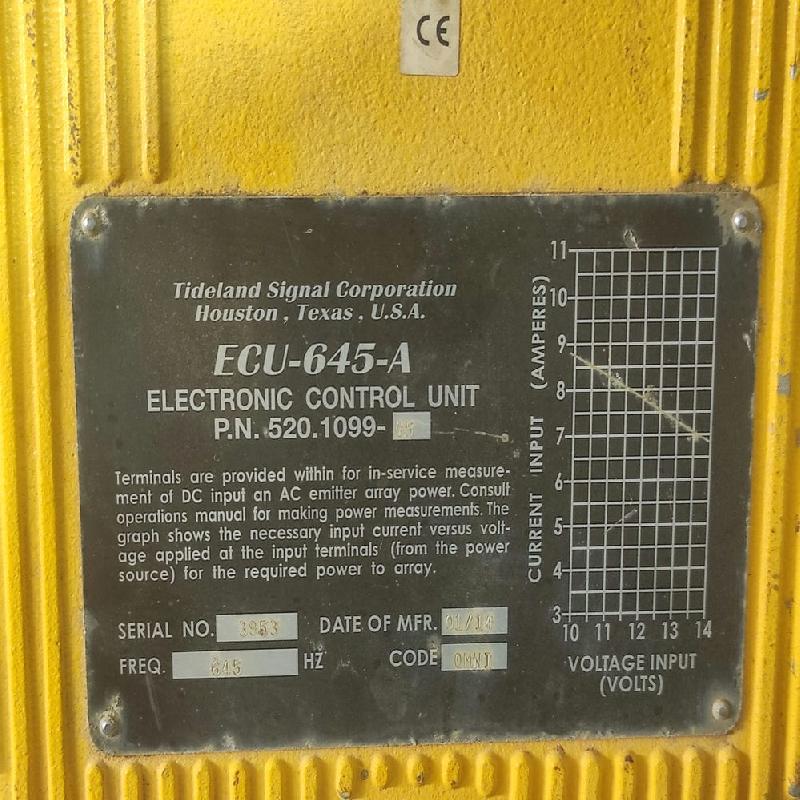 CE
Tideland Signal Corporation
Houston, Texas, U.S.A.
ECU-645-A
ELECTRONIC CONTROL UNIT
P.N. 520.1099-
Terminals are provided within for in-service measure-
ment of DC input an AC emitter array power. Consult
operations manual for making power measurements. The
graph shows the necessary input current versus volt-
age applied at the input terminals (from the power
source) for the required power to array.
SERIAL NO. 3953 DATE OF MFR. 01/14
FREQ. 645 HZ CODE OMNI
CURRENT INPUT (AMPERES)
11
10
9
8
7
6
5
4
3
10 11 12 13 14
VOLTAGE INPUT
(VOLTS)